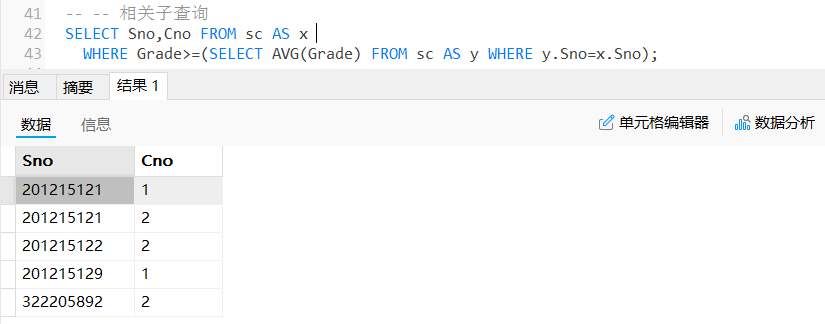 41 -- -- 相关子查询
42 SELECT Sno,Cno FROM sc AS x
43 WHERE Grade>=(SELECT AVG(Grade) FROM sc AS y WHERE y.Sno=x.Sno);
消息 摘要 结果 1
数据 信息 单元格编辑器 数据分析
Sno Cno
201215121 1
201215121 2
201215122 2
201215129 1
322205892 2